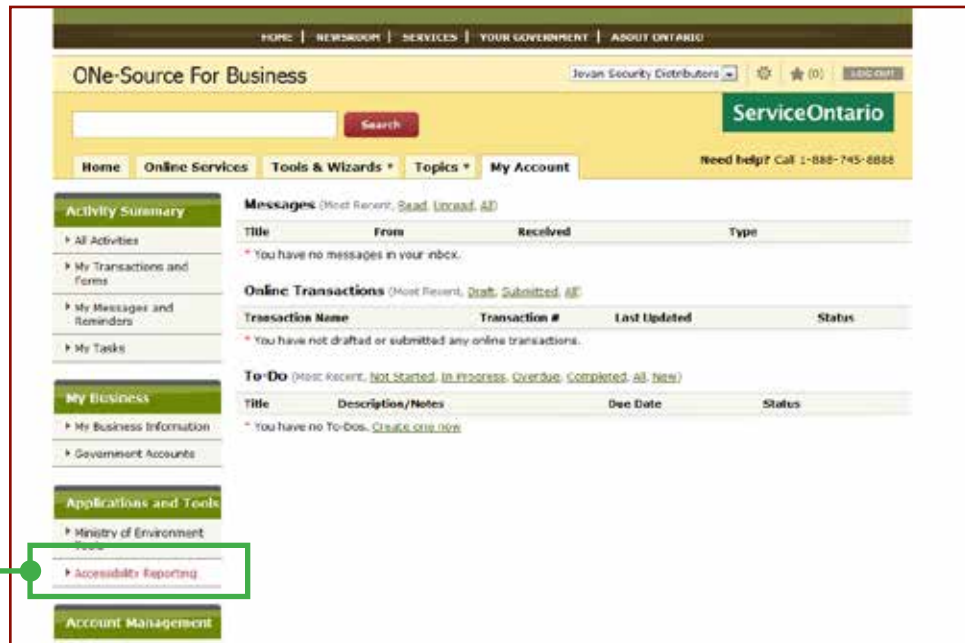 HOME | NEWSROOM | SERVICES | YOUR GOVERNMENT | ABOUT ONTARIO
ONe-Source For Business
Jovan Security Distributors
(0)
LOG OUT
Search
ServiceOntario
Need help? Call 1-888-745-8888
Home Online Services Tools & Wizards Topics My Account
Activity Summary
All Activities
My Transactions and
Forms
My Messages and
Reminders
My Tasks
My Business
My Business Information
Government Accounts
Applications and Tools
Ministry of Environment
Tools
Accessibility Reporting
Account Management
Messages (Most Recent, Read, Unread, All)
Title From Received Type
* You have no messages in your inbox.
Online Transactions (Most Recent, Draft, Submitted, All)
Transaction Name Transaction # Last Updated Status
* You have not drafted or submitted any online transactions.
To-Do (Most Recent, Not Started, In Progress, Overdue, Completed, All, New)
Title Description/Notes Due Date Status
* You have no To-Dos. Create one now